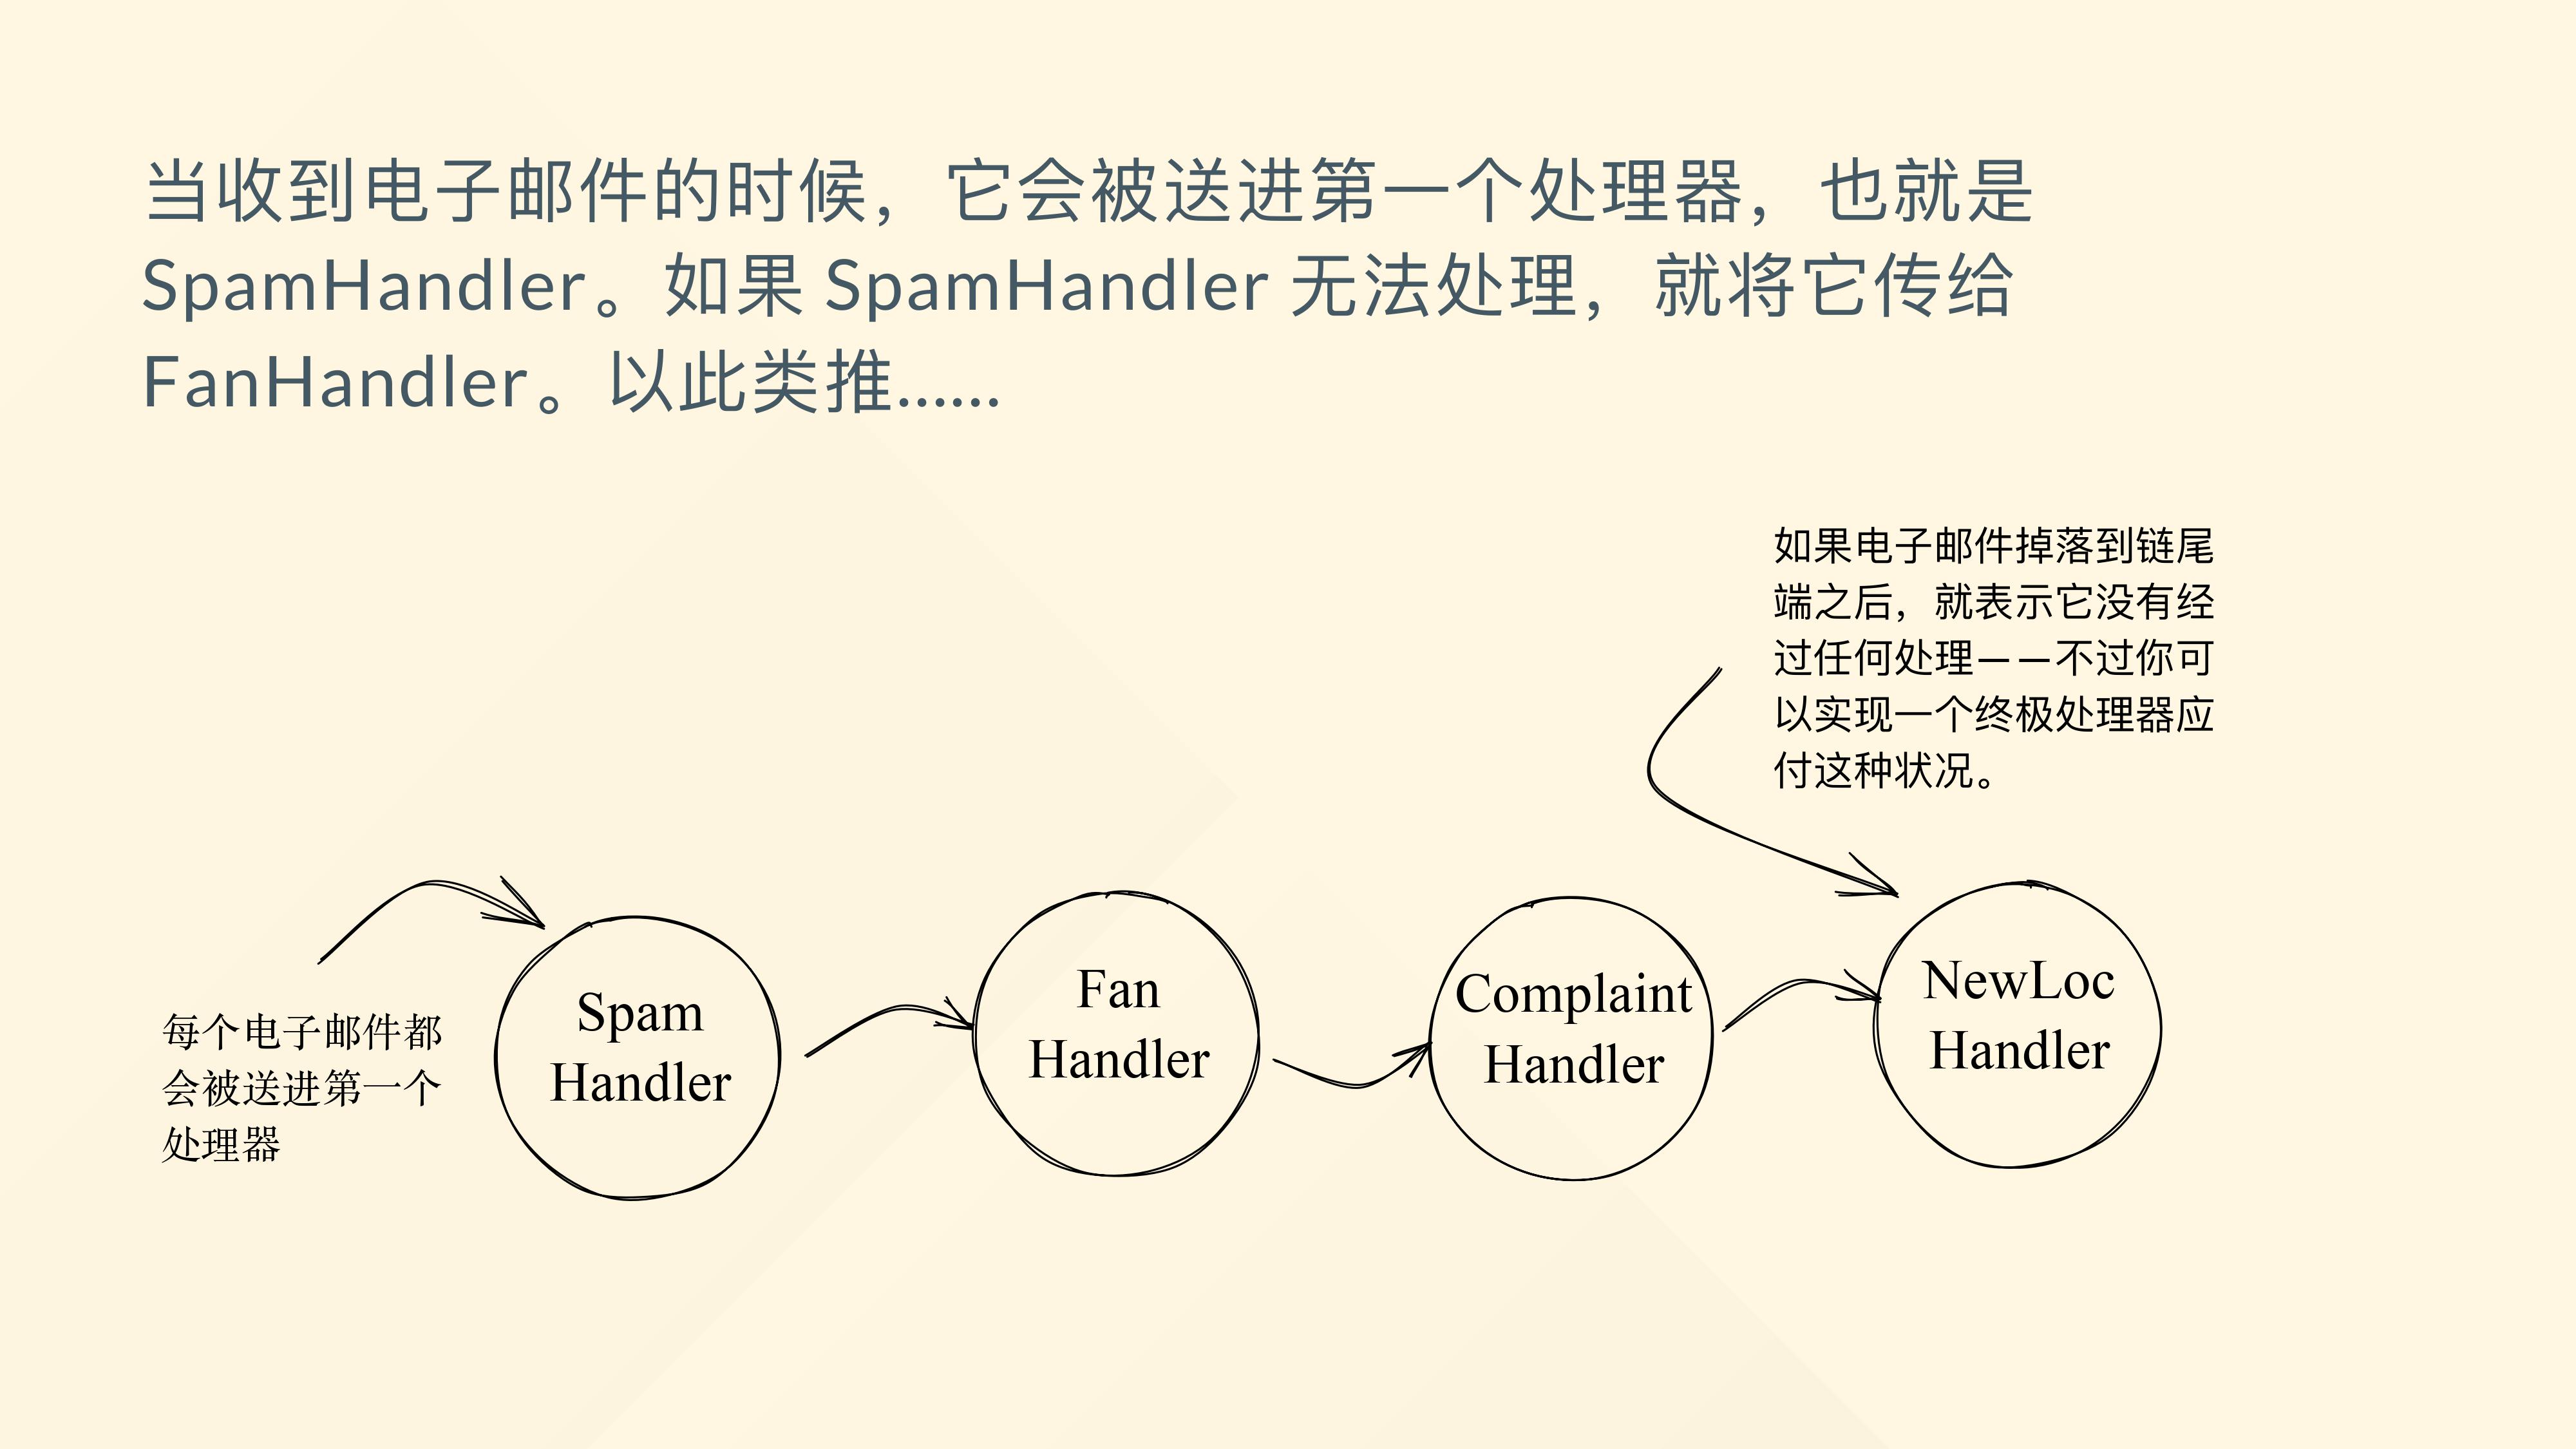 当收到电子邮件的时候，它会被送进第一个处理器，也就是
SpamHandler。如果 SpamHandler 无法处理，就将它传给
FanHandler。以此类推……
如果电子邮件掉落到链尾
端之后，就表示它没有经
过任何处理——不过你可
以实现一个终极处理器应
付这种状况。
每个电子邮件都
会被送进第一个
处理器
Spam
Handler
Fan
Handler
Complaint
Handler
NewLoc
Handler